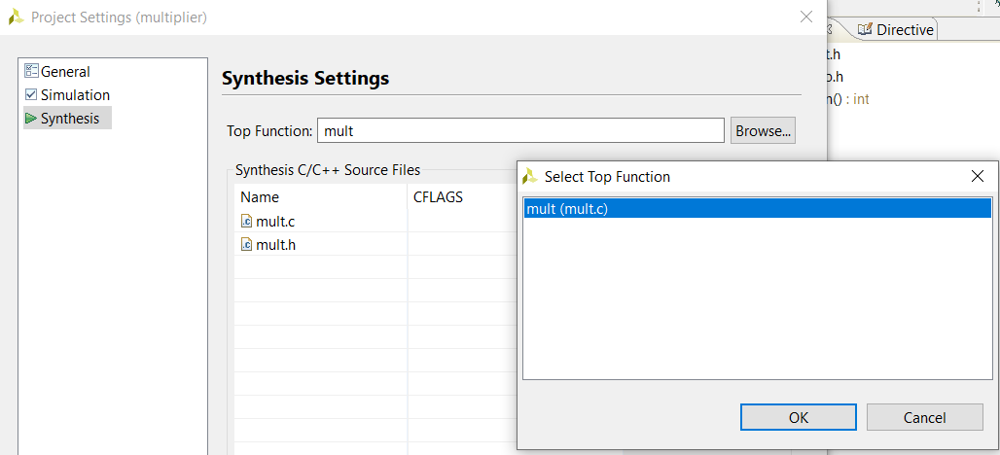 Project Settings (multiplier)
Directive
General
Simulation
Synthesis
Synthesis Settings
Top Function: mult Browse...
Synthesis C/C++ Source Files
Name CFLAGS
mult.c
mult.h
t.h
o.h
n() : int
Select Top Function
mult (mult.c)
OK Cancel